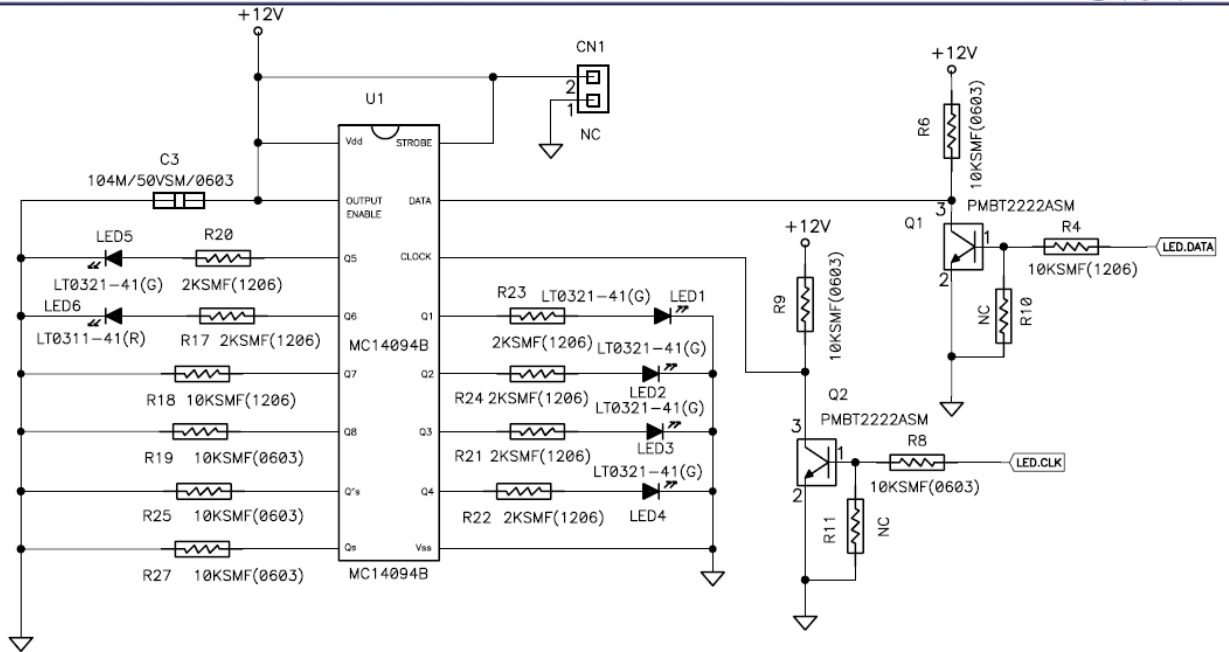 +12V
CN1
2
1
NC
U1
Vdd
STROBE
C3
104M/50VSM/0603
OUTPUT
ENABLE
DATA
LED5
R20
Q5
CLOCK
LT0321-41(G)
2KSMF(1206)
LED6
Q6
LT0311-41(R)
R17 2KSMF(1206)
MC14094B
Q7
R18 10KSMF(1206)
Q8
R19 10KSMF(0603)
Q's
R25 10KSMF(0603)
Qs
R27 10KSMF(0603)
R23
LT0321-41(G)
LED1
Q1
2KSMF(1206)
LT0321-41(G)
Q2
R24 2KSMF(1206)
LED2
LT0321-41(G)
Q3
R21 2KSMF(1206)
LED3
LT0321-41(G)
Q4
R22 2KSMF(1206)
LED4
Vss
MC14094B
+12V
R9
10KSMF(0603)
Q2
PMBT2222ASM
3
1
2
R8
10KSMF(0603)
LED.CLK
R11
NC
+12V
R6
10KSMF(0603)
Q1
PMBT2222ASM
3
1
2
R4
10KSMF(1206)
LED.DATA
NC
R10